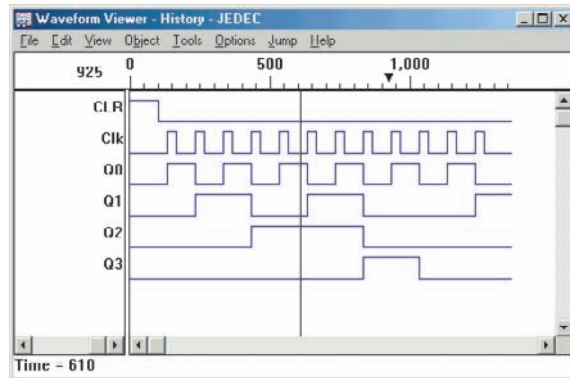 Waveform Viewer - History - JEDEC
File Edit View Object Tools Options Jump Help
925 0 500 1,000
CLR
Clk
Q0
Q1
Q2
Q3
Time = 610